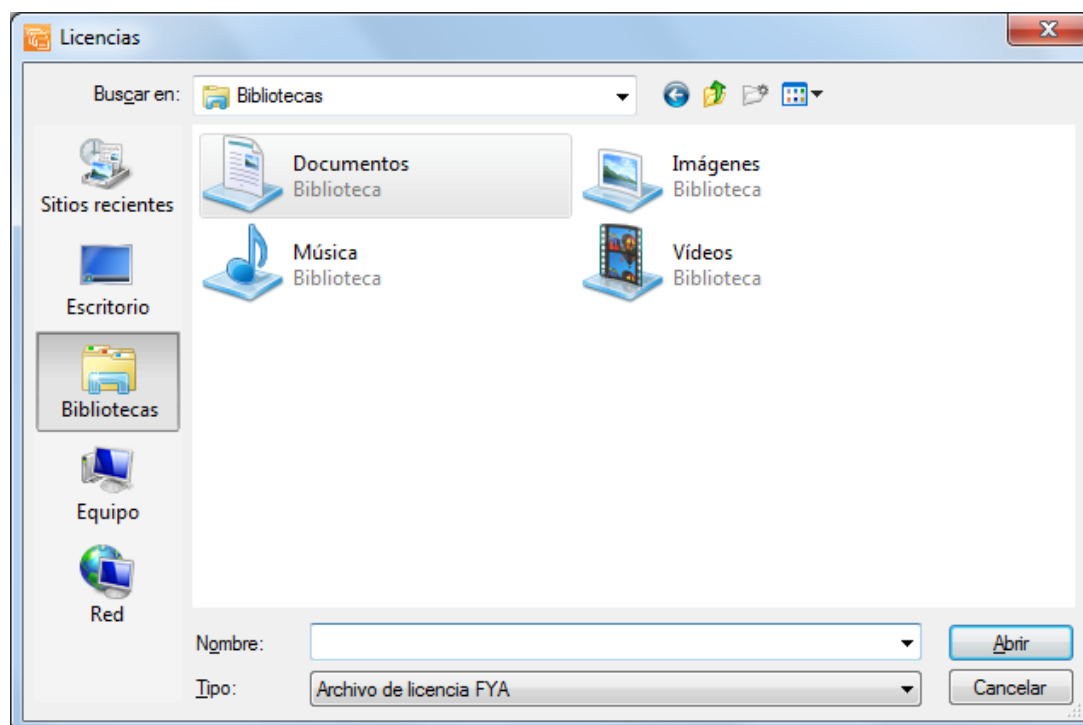 Licencias
Buscar en:
Bibliotecas
Sitios recientes
Escritorio
Bibliotecas
Equipo
Red
Documentos
Biblioteca
Imágenes
Biblioteca
Música
Biblioteca
Vídeos
Biblioteca
Nombre:
Abrir
Tipo:
Archivo de licencia FYA
Cancelar